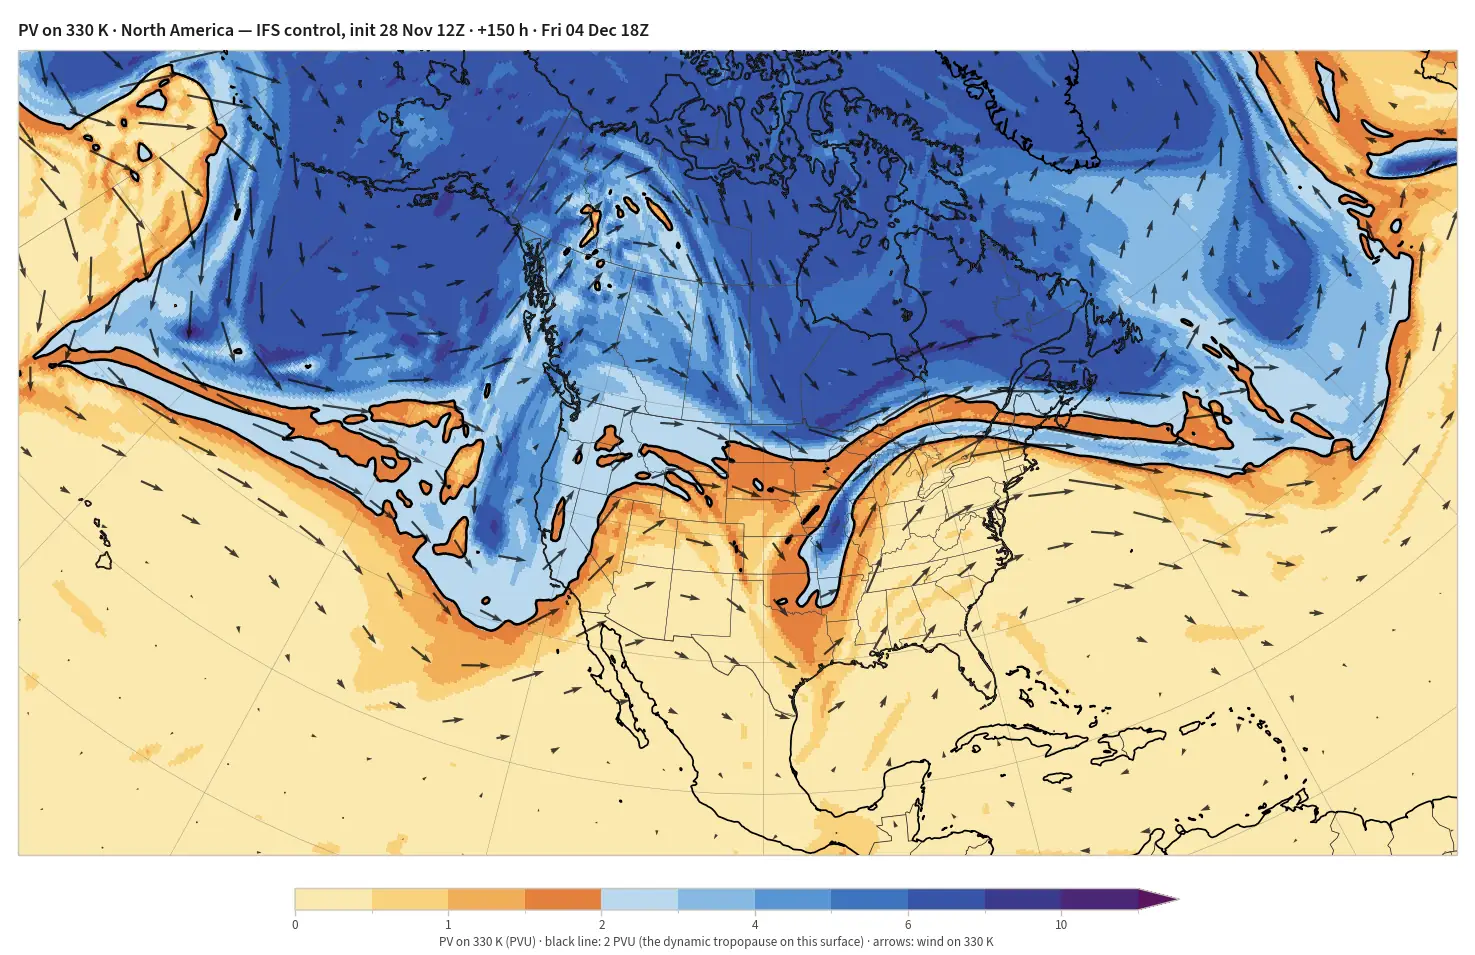 PV on 330 K · North America — IFS control, init 28 Nov 12Z · +150 h · Fri 04 Dec 18Z
0 1 2 4 6 10
PV on 330 K (PVU) · black line: 2 PVU (the dynamic tropopause on this surface) · arrows: wind on 330 K